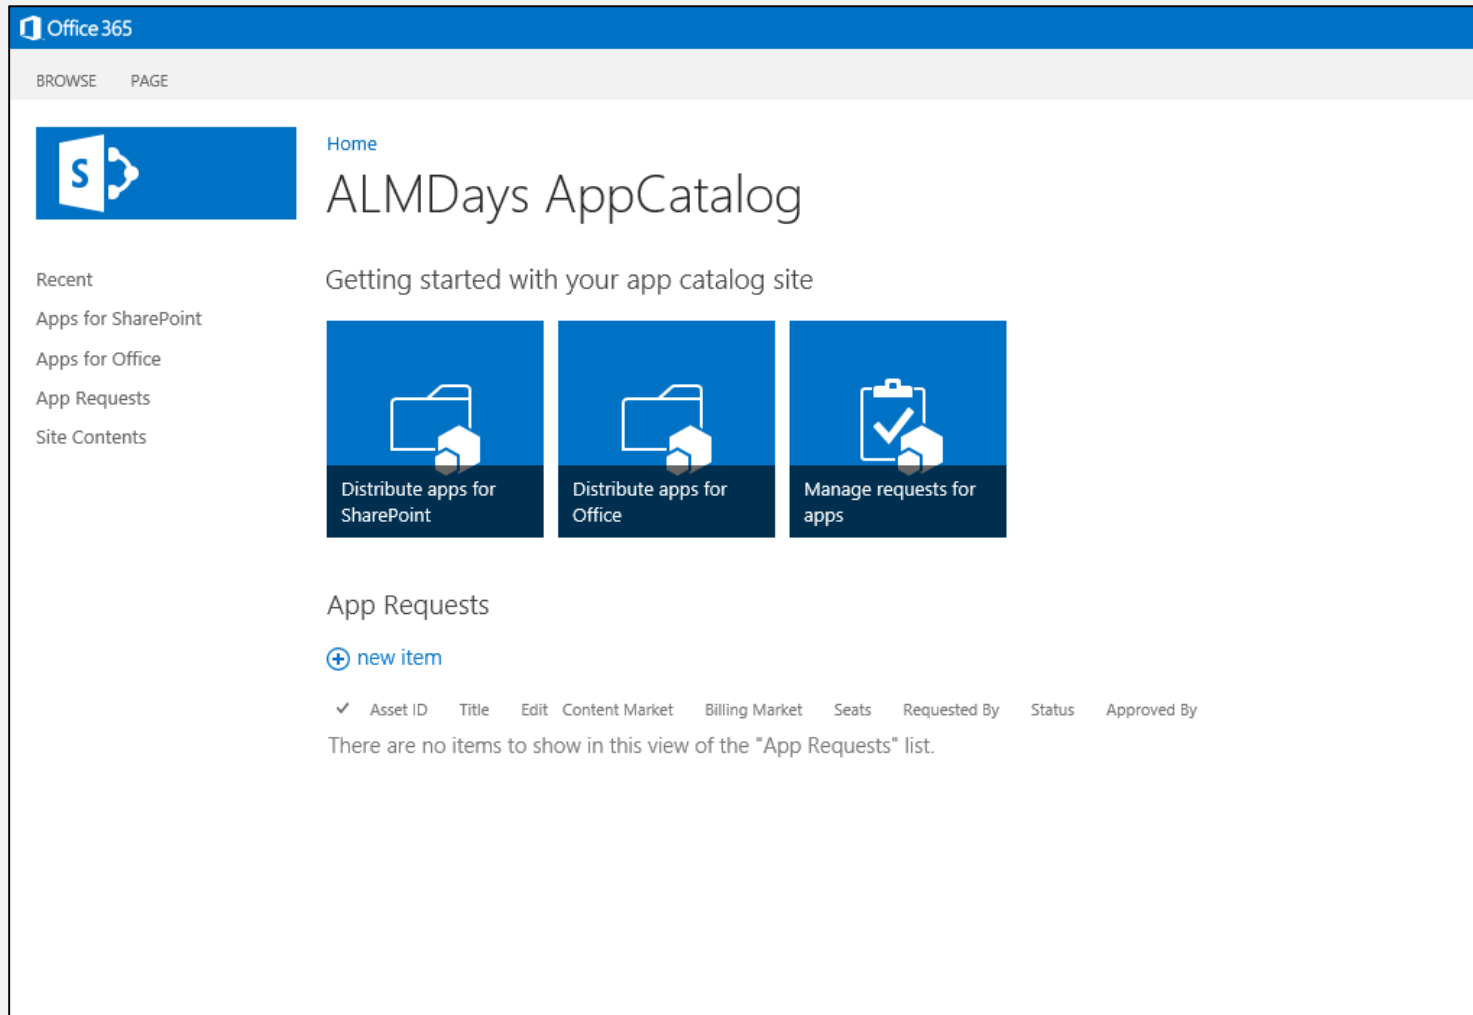 Office 365
BROWSE PAGE
S
Home
ALMDays AppCatalog
Recent
Apps for SharePoint
Apps for Office
App Requests
Site Contents
Getting started with your app catalog site
Distribute apps for
SharePoint
Distribute apps for
Office
Manage requests for
apps
App Requests
new item
Asset ID Title Edit Content Market Billing Market Seats Requested By Status Approved By
There are no items to show in this view of the "App Requests" list.